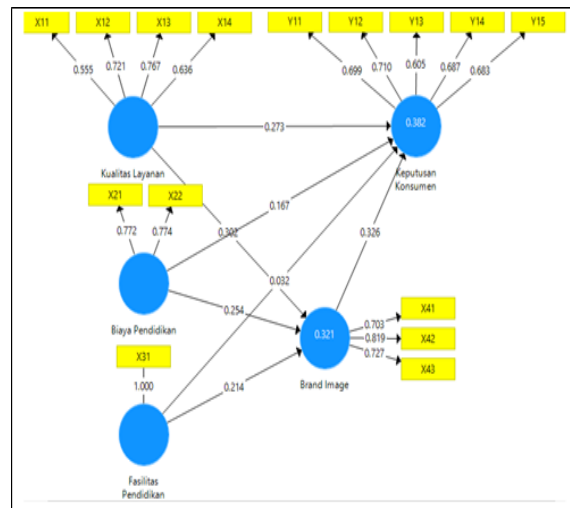 X11 X12 X13 X14 Y11 Y12 Y13 Y14 Y15
0.555 0.721 0.767 0.636 0.699 0.710 0.605 0.687 0.683
0.273
0.382
Kualitas Layanan
Keputusan
Konsumen
X21 X22
0.167
0.772 0.774
0.302
0.326
0.032
Biaya Pendidikan
0.254
0.321
0.703 X41
0.819 X42
0.727 X43
Brand Image
X31
1.000
0.214
Fasilitas
Pendidikan